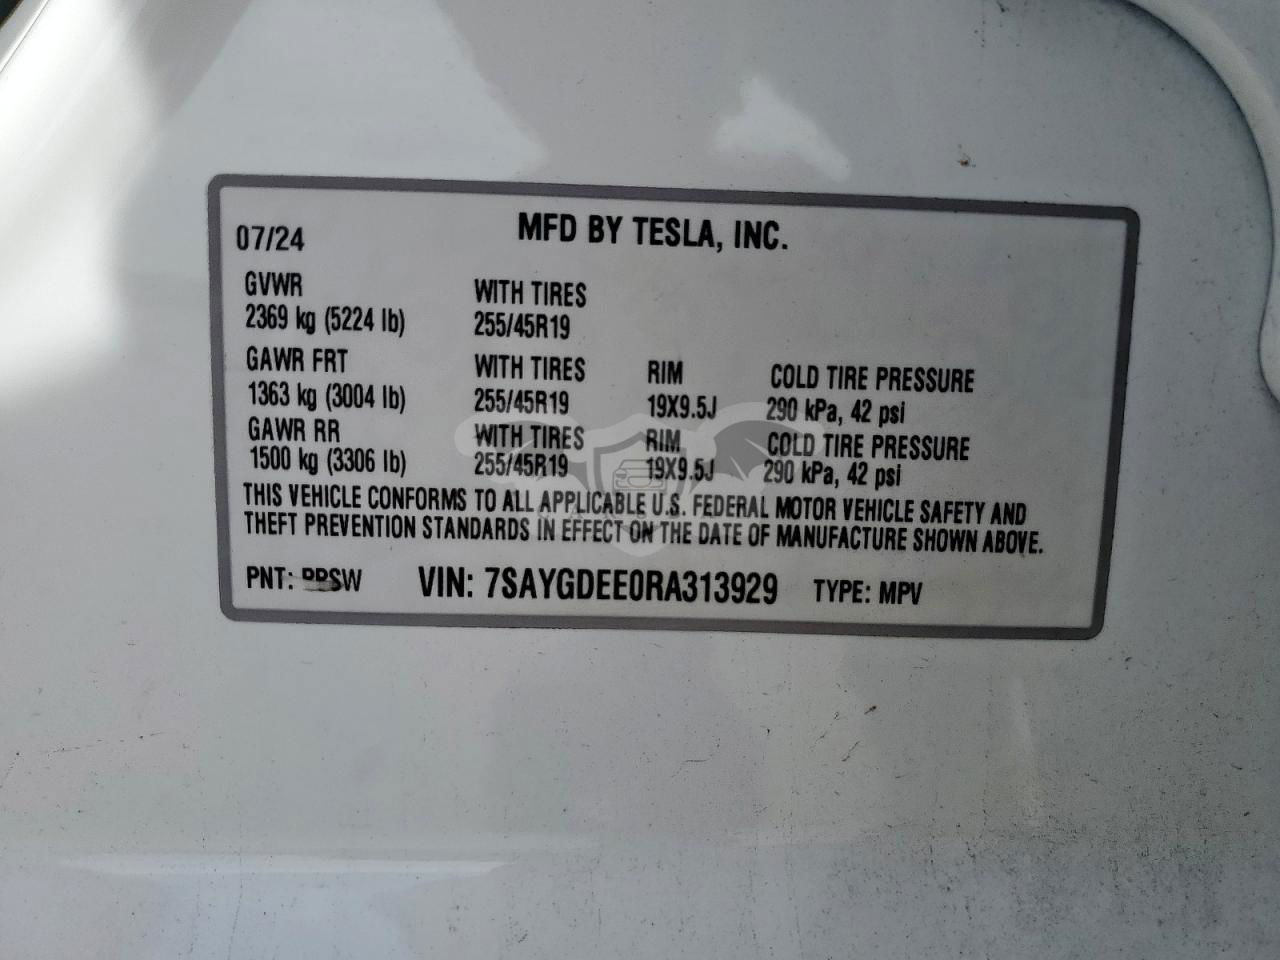 07/24 MFD BY TESLA, INC.
GVWR WITH TIRES
2369 kg (5224 lb) 255/45R19
GAWR FRT WITH TIRES RIM COLD TIRE PRESSURE
1363 kg (3004 lb) 255/45R19 19X9.5J 290 kPa, 42 psi
GAWR RR WITH TIRES RIM COLD TIRE PRESSURE
1500 kg (3306 lb) 255/45R19 19X9.5J 290 kPa, 42 psi
THIS VEHICLE CONFORMS TO ALL APPLICABLE U.S. FEDERAL MOTOR VEHICLE SAFETY AND
THEFT PREVENTION STANDARDS IN EFFECT ON THE DATE OF MANUFACTURE SHOWN ABOVE.
PNT: VIN: 7SAYGDEE0RA313929 TYPE: MPV